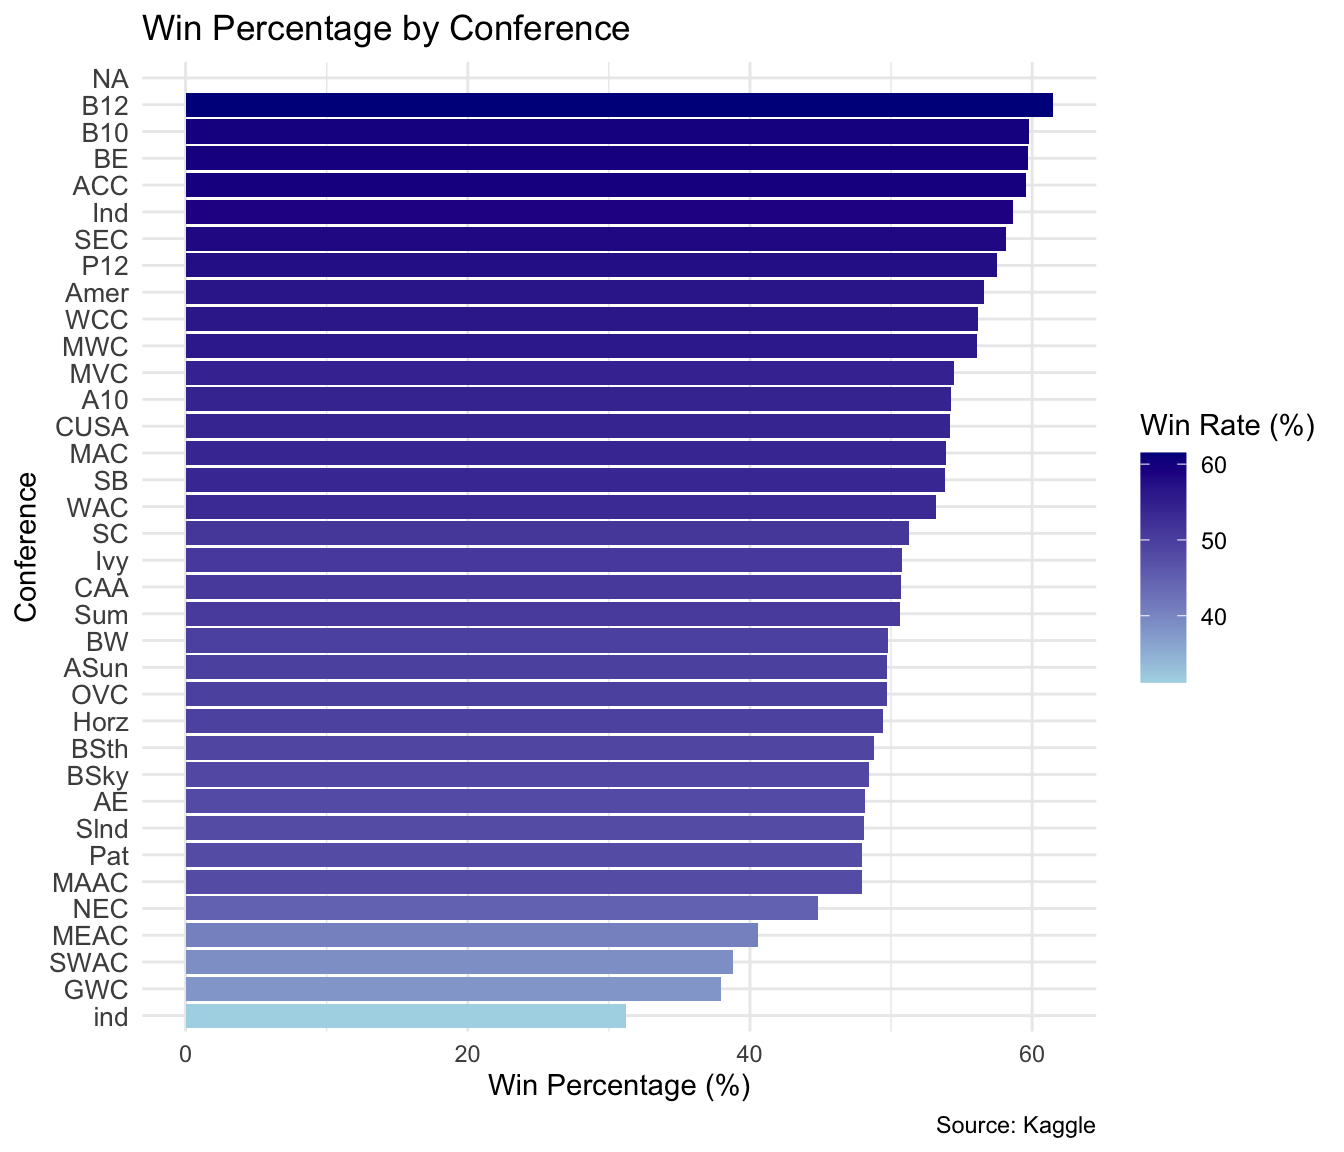 Win Percentage by Conference
NA
B12
B10
BE
ACC
Ind
SEC
P12
Amer
WCC
MWC
MVC
A10
CUSA
MAC
SB
WAC
SC
Ivy
CAA
Sum
BW
ASun
OVC
Horz
BSth
BSky
AE
Slnd
Pat
MAAC
NEC
MEAC
SWAC
GWC
ind
Conference
0 20 40 60
Win Percentage (%)
Win Rate (%)
60
50
40
Source: Kaggle